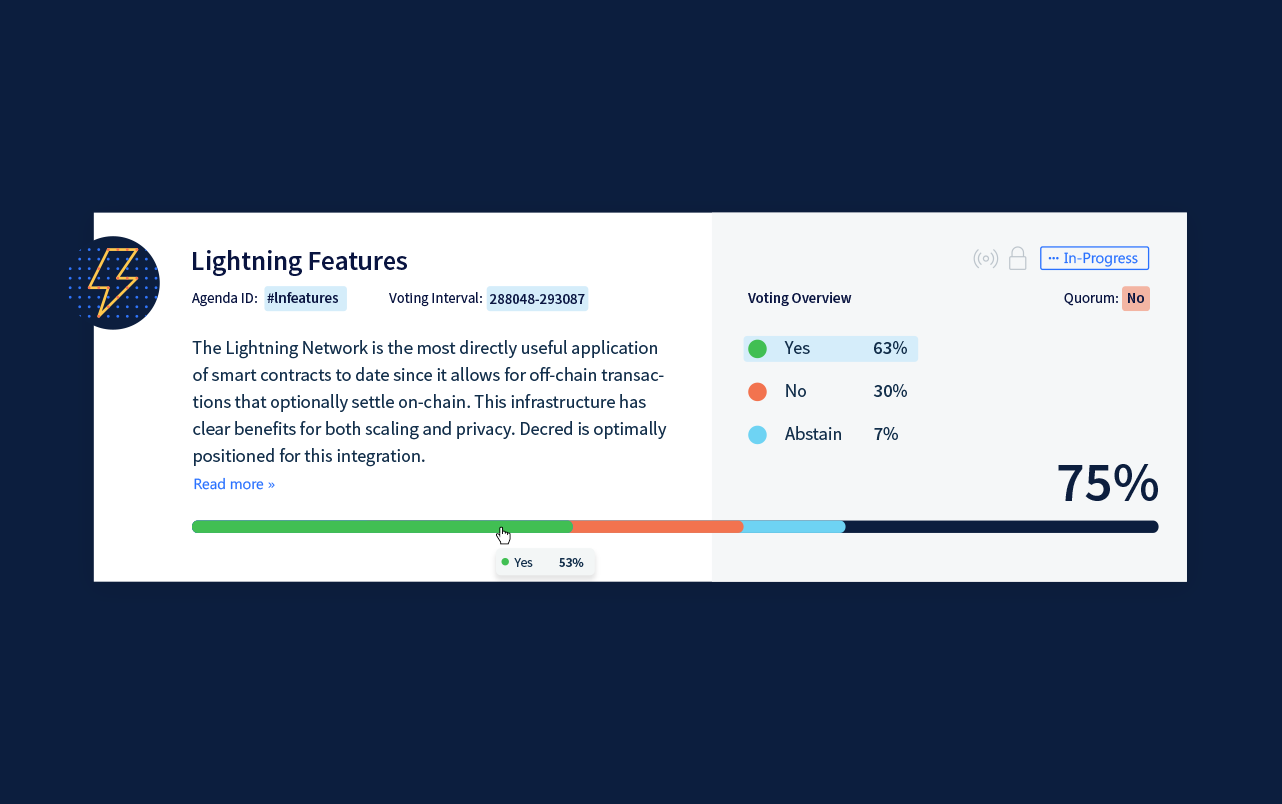 Lightning Features
Agenda ID: #lnfeatures
Voting Interval: 288048-293087
The Lightning Network is the most directly useful application
of smart contracts to date since it allows for off-chain transac-
tions that optionally settle on-chain. This infrastructure has
clear benefits for both scaling and privacy. Decred is optimally
positioned for this integration.
Read more »
··· In-Progress
Voting Overview
Quorum: No
Yes 63%
No 30%
Abstain 7%
75%
Yes 53%